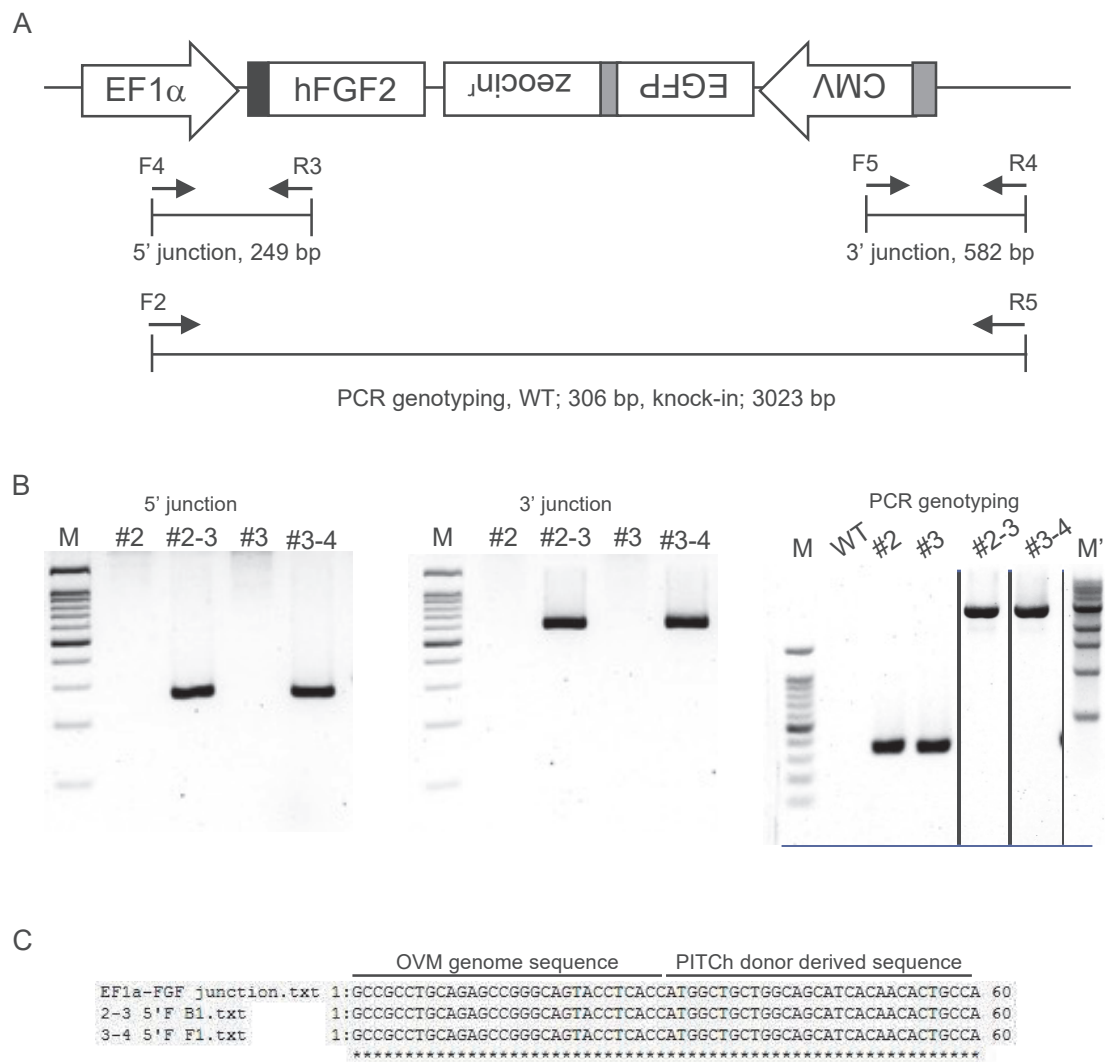 A
EF1α hFGF2 zeocinʳ EGFP CMV
F4 R3 F5 R4
5’ junction, 249 bp 3’ junction, 582 bp
F2 R5
PCR genotyping, WT; 306 bp, knock-in; 3023 bp
B
5’ junction 3’ junction PCR genotyping
M #2 #2-3 #3 #3-4 M #2 #2-3 #3 #3-4 M WT #2 #3 #2-3 #3-4 M’
C
OVM genome sequence PITCh donor derived sequence
EF1a-FGF junction.txt 1:GCCGCCTGCAGAGCCGGGCAGTACCTCACCATGGCTGCTGGCAGCATCACAACACTGCCA 60
2-3 5'F B1.txt 1:GCCGCCTGCAGAGCCGGGCAGTACCTCACCATGGCTGCTGGCAGCATCACAACACTGCCA 60
3-4 5'F F1.txt 1:GCCGCCTGCAGAGCCGGGCAGTACCTCACCATGGCTGCTGGCAGCATCACAACACTGCCA 60
************************************************************